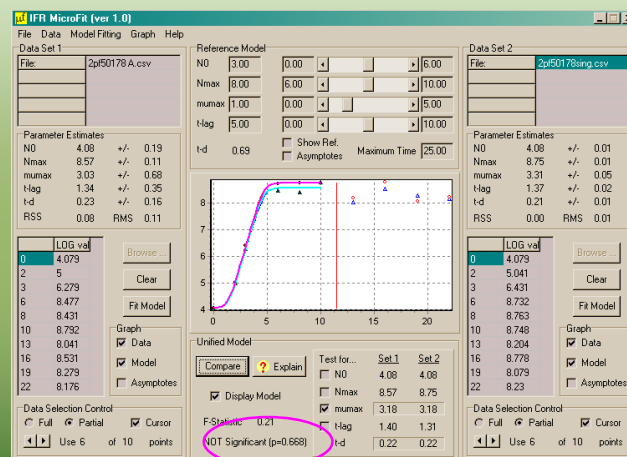 IFR MicroFit (ver 1.0)
File Data Model Fitting Graph Help
Data Set 1
File: 2pf50178 A.csv
Parameter Estimates
N0 4.08 +/- 0.19
Nmax 8.57 +/- 0.11
mumax 3.03 +/- 0.68
t-lag 1.34 +/- 0.35
t-d 0.23 +/- 0.16
RSS 0.08 RMS 0.11
LOG val
0 4.079
2 5
3 6.279
6 8.477
8 8.431
10 8.792
13 8.041
16 8.531
19 8.279
22 8.176
Browse ...
Clear
Fit Model
Graph
Data
Model
Asymptotes
Data Selection Control
Full Partial Cursor
Use 6 of 10 points
Reference Model
N0 3.00 0.00 6.00
Nmax 8.00 6.00 10.00
mumax 1.00 0.00 5.00
t-lag 5.00 0.00 10.00
t-d 0.69 Show Ref. Asymptotes Maximum Time 25.00
8
7
6
5
4
0 5 10 15 20
Unified Model
Compare ? Explain
Display Model
F-Statistic 0.21
NOT Significant (p=0.668)
Test for... Set 1 Set 2
N0 4.08 4.08
Nmax 8.57 8.75
mumax 3.18 3.18
t-lag 1.40 1.31
t-d 0.22 0.22
Data Set 2
File: 2pf50178sing.csv
Parameter Estimates
N0 4.08 +/- 0.01
Nmax 8.75 +/- 0.01
mumax 3.31 +/- 0.05
t-lag 1.37 +/- 0.02
t-d 0.21 +/- 0.01
RSS 0.00 RMS 0.01
LOG val
0 4.079
2 5.041
3 6.431
6 8.732
8 8.763
10 8.748
13 8.204
16 8.778
19 8.079
22 8.23
Browse ...
Clear
Fit Model
Graph
Data
Model
Asymptotes
Data Selection Control
Full Partial Cursor
Use 6 of 10 points